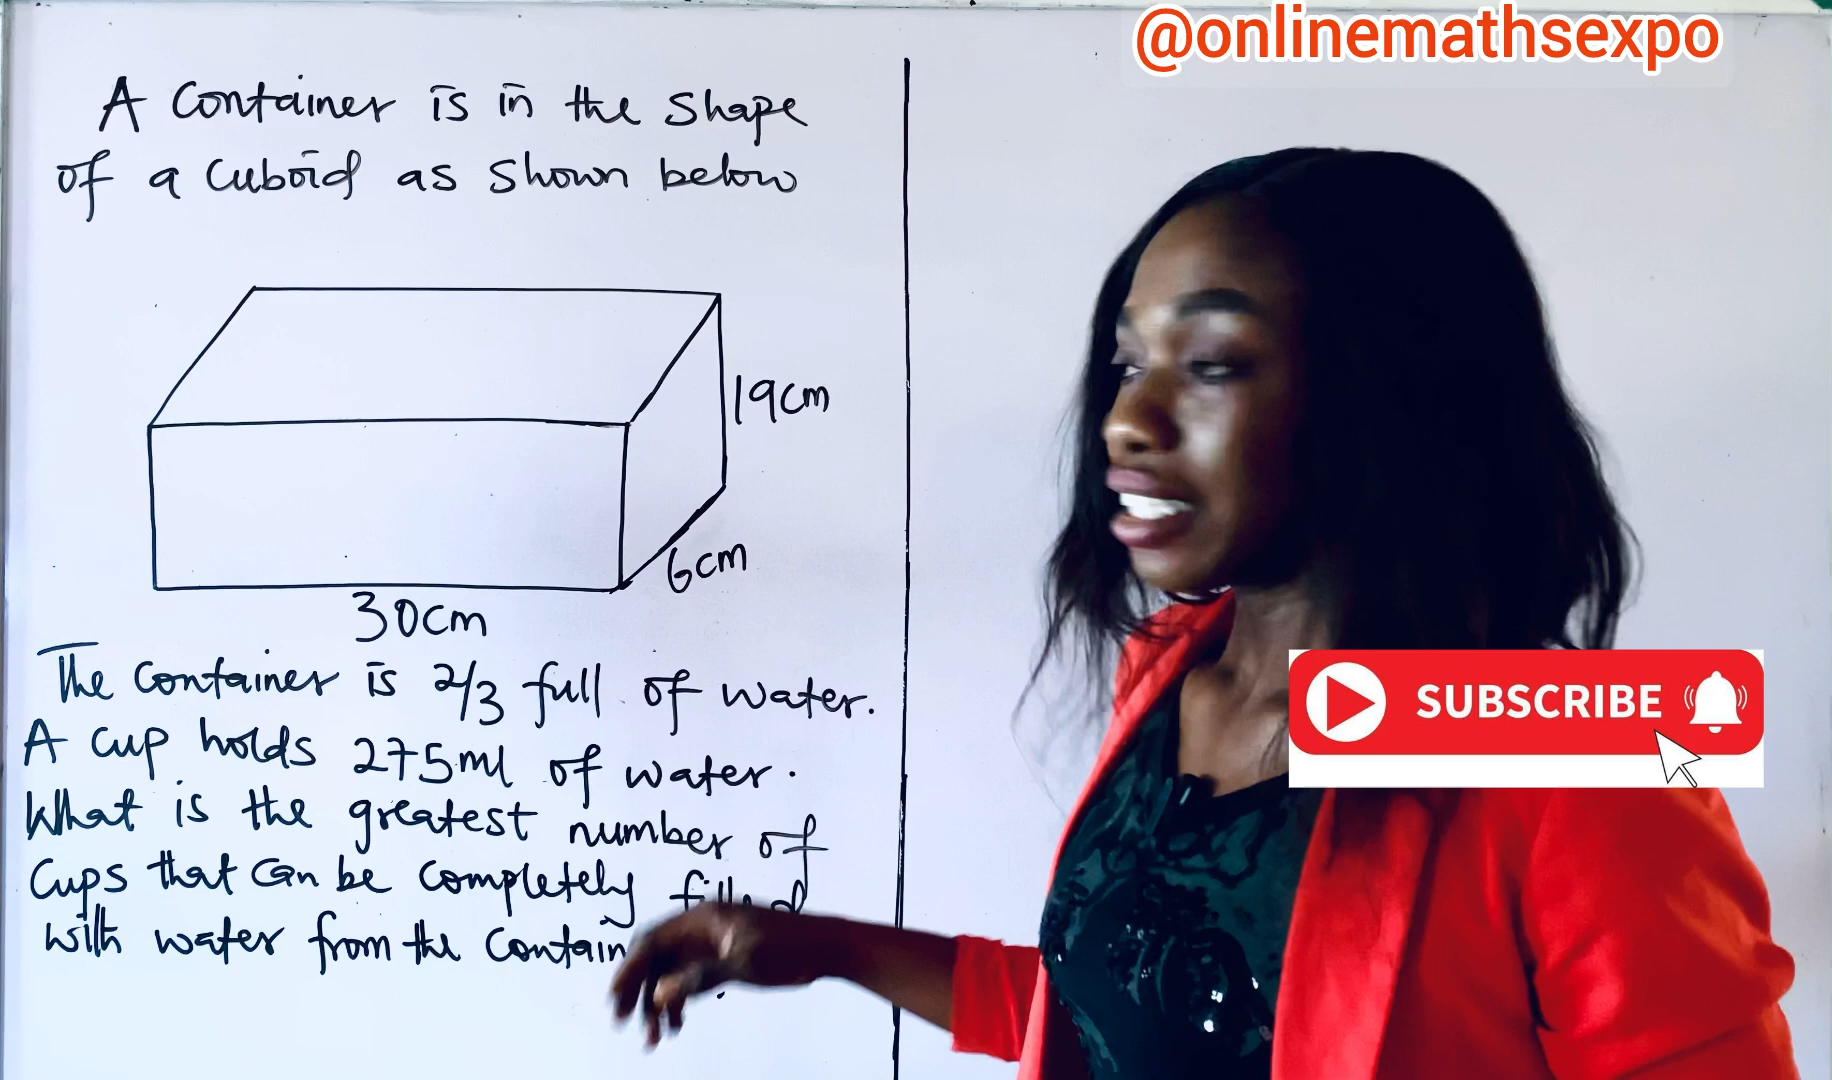 @onlinemathsexpo
A Container is in the shape
of a Cuboid as shown below
19cm
6cm
30cm
The Container is 2/3 full of water.
A cup holds 275ml of water.
What is the greatest number of
Cups that can be completely filled
with water from the Contain
SUBSCRIBE